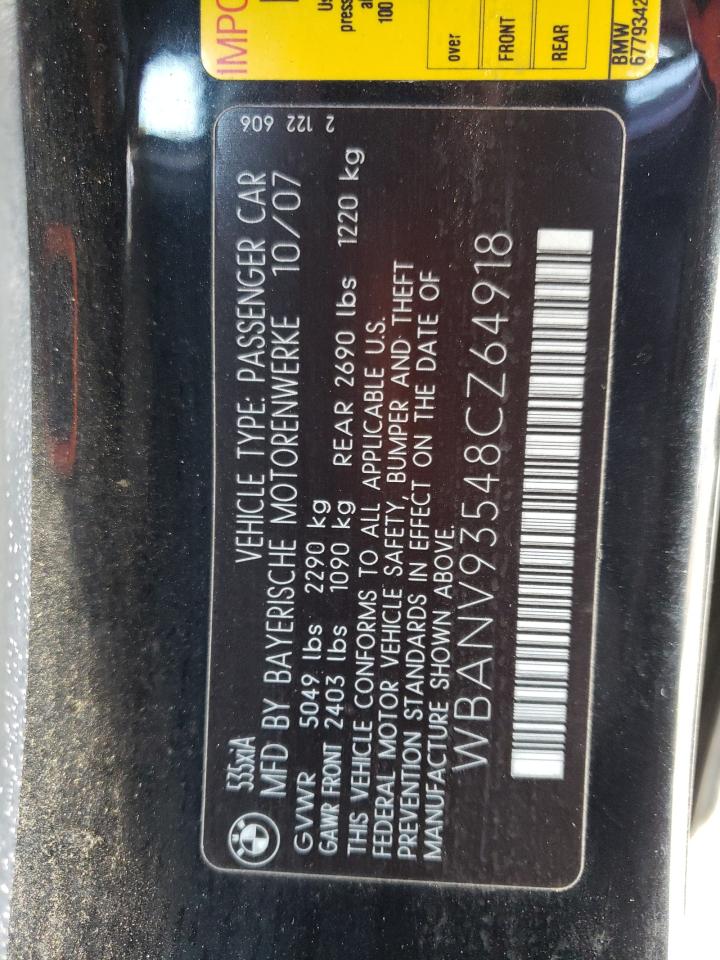 535xiA
VEHICLE TYPE: PASSENGER CAR
MFD BY BAYERISCHE MOTORENWERKE 10/07
GVWR 5049 lbs 2290 kg
GAWR FRONT 2403 lbs 1090 kg REAR 2690 lbs 1220 kg
THIS VEHICLE CONFORMS TO ALL APPLICABLE U.S.
FEDERAL MOTOR VEHICLE SAFETY, BUMPER AND THEFT
PREVENTION STANDARDS IN EFFECT ON THE DATE OF
MANUFACTURE SHOWN ABOVE.
WBANV93548CZ64918
2 122 606
over
FRONT
REAR
BMW
100